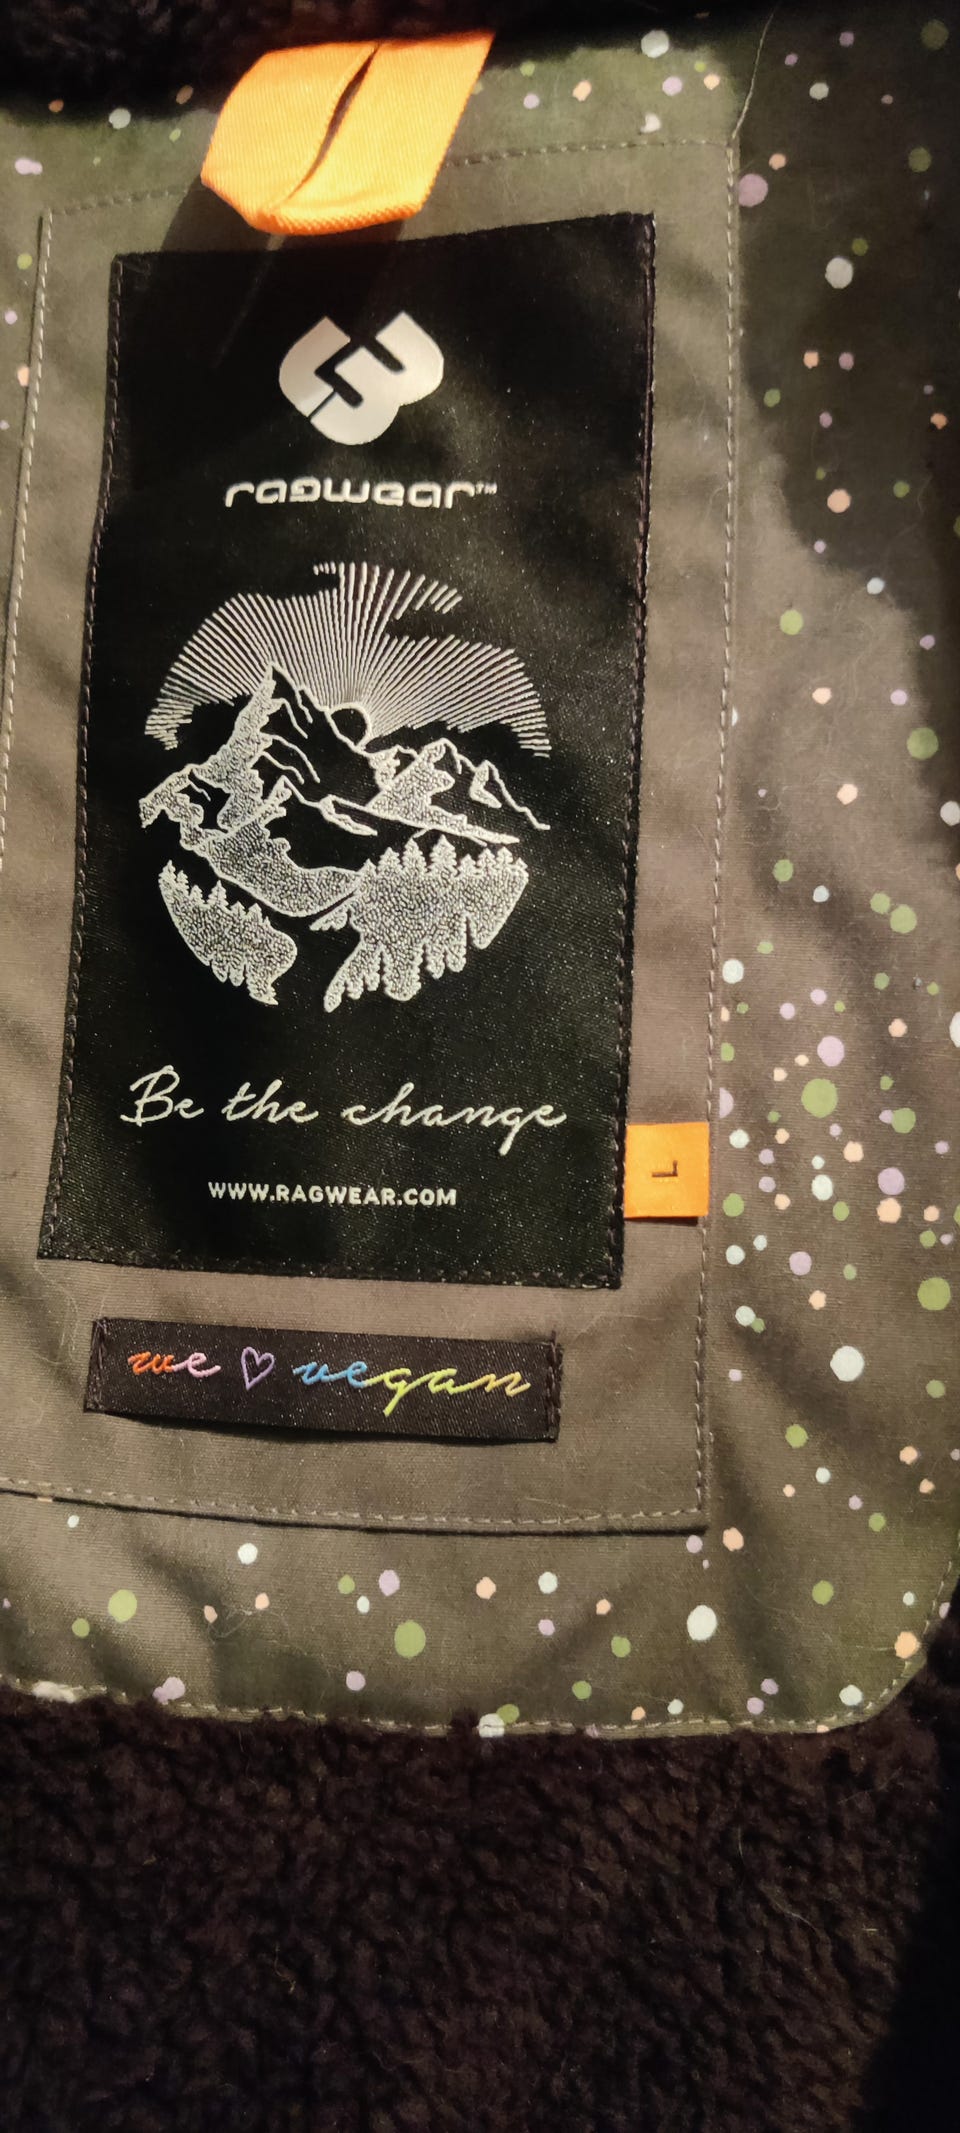 ragwear™
Be the change
WWW.RAGWEAR.COM
L
we ♡ vegan